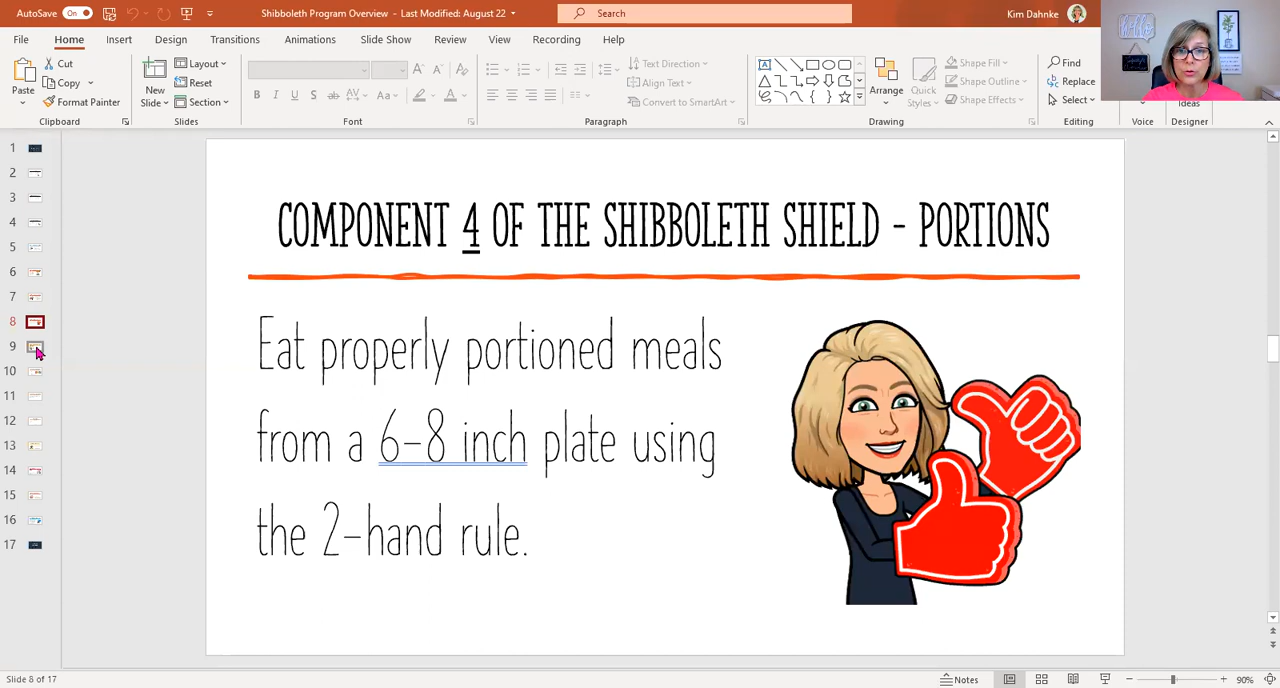 AutoSave On Shibboleth Program Overview - Last Modified: August 22 Search Kim Dahnke
File Home Insert Design Transitions Animations Slide Show Review View Recording Help
Paste Cut Copy Format Painter
Clipboard
New Slide Layout Reset Section
Slides
B I U S ab AV Aa A
Font
Text Direction Align Text Convert to SmartArt
Paragraph
Arrange Quick Styles Shape Fill Shape Outline Shape Effects
Drawing
Find Replace Select
Editing
Voice
Ideas
Designer
hello
1
2
3
4
5
6
7
8
9
10
11
12
13
14
15
16
17
COMPONENT 4 OF THE SHIBBOLETH SHIELD - PORTIONS
Eat properly portioned meals
from a 6-8 inch plate using
the 2-hand rule.
Slide 8 of 17 Notes 90%